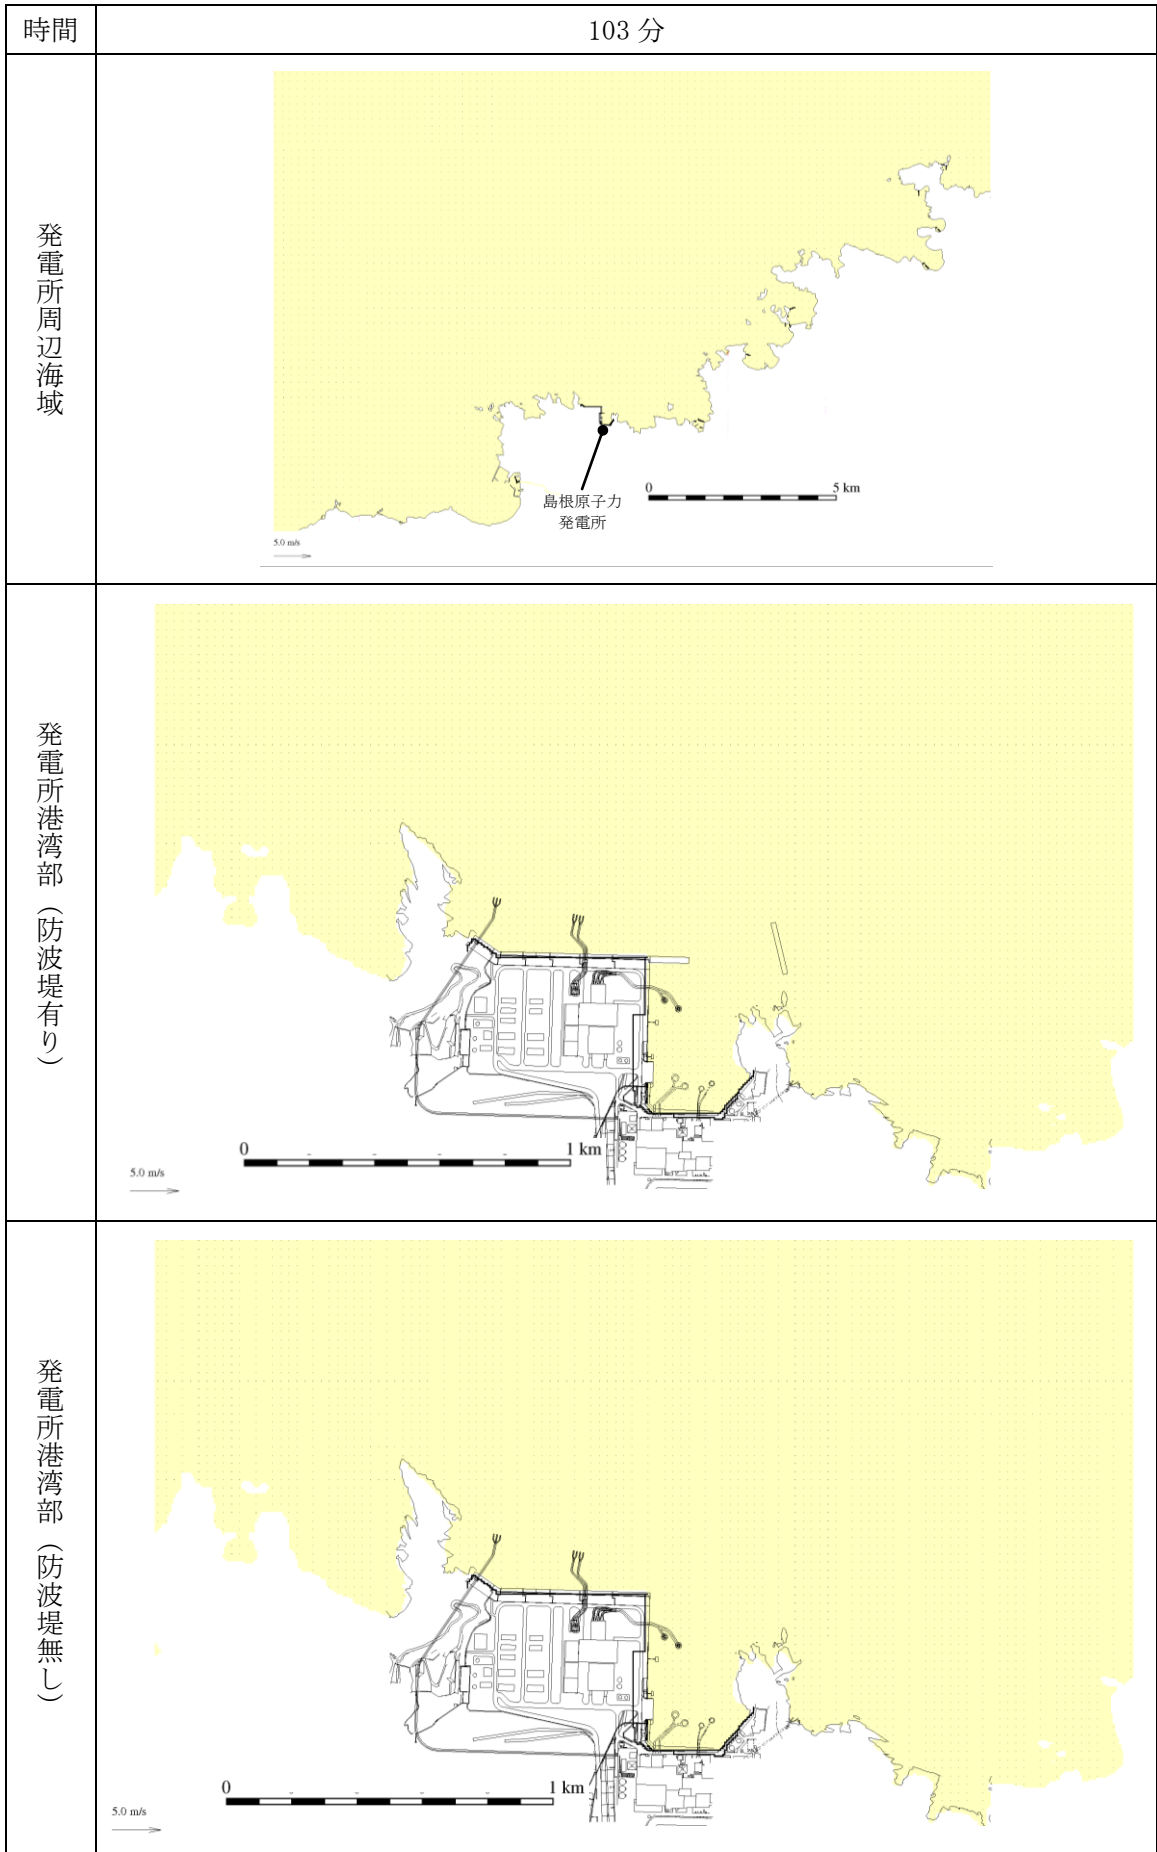 時間
103 分
発電所周辺海域
島根原子力
発電所
0 5 km
5.0 m/s
発電所港湾部（防波堤有り）
0 1 km
5.0 m/s
発電所港湾部（防波堤無し）
0 1 km
5.0 m/s